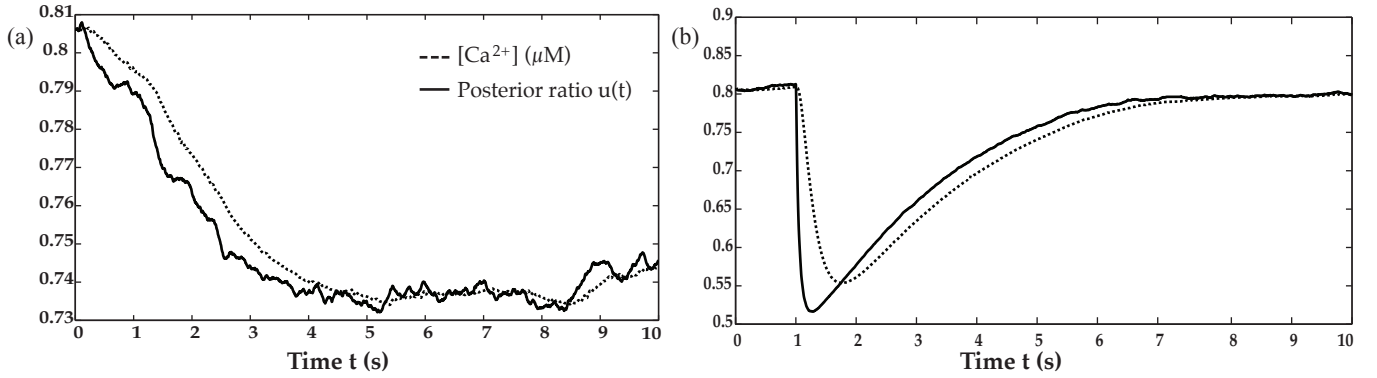 (a)
0.81
0.8
0.79
0.78
0.77
0.76
0.75
0.74
0.73
0 1 2 3 4 5 6 7 8 9 10
Time t (s)
[Ca²⁺] (µM)
Posterior ratio u(t)
(b)
0.9
0.8
0.75
0.7
0.65
0.6
0.55
0.5
0 1 2 3 4 5 6 7 8 9 10
Time t (s)